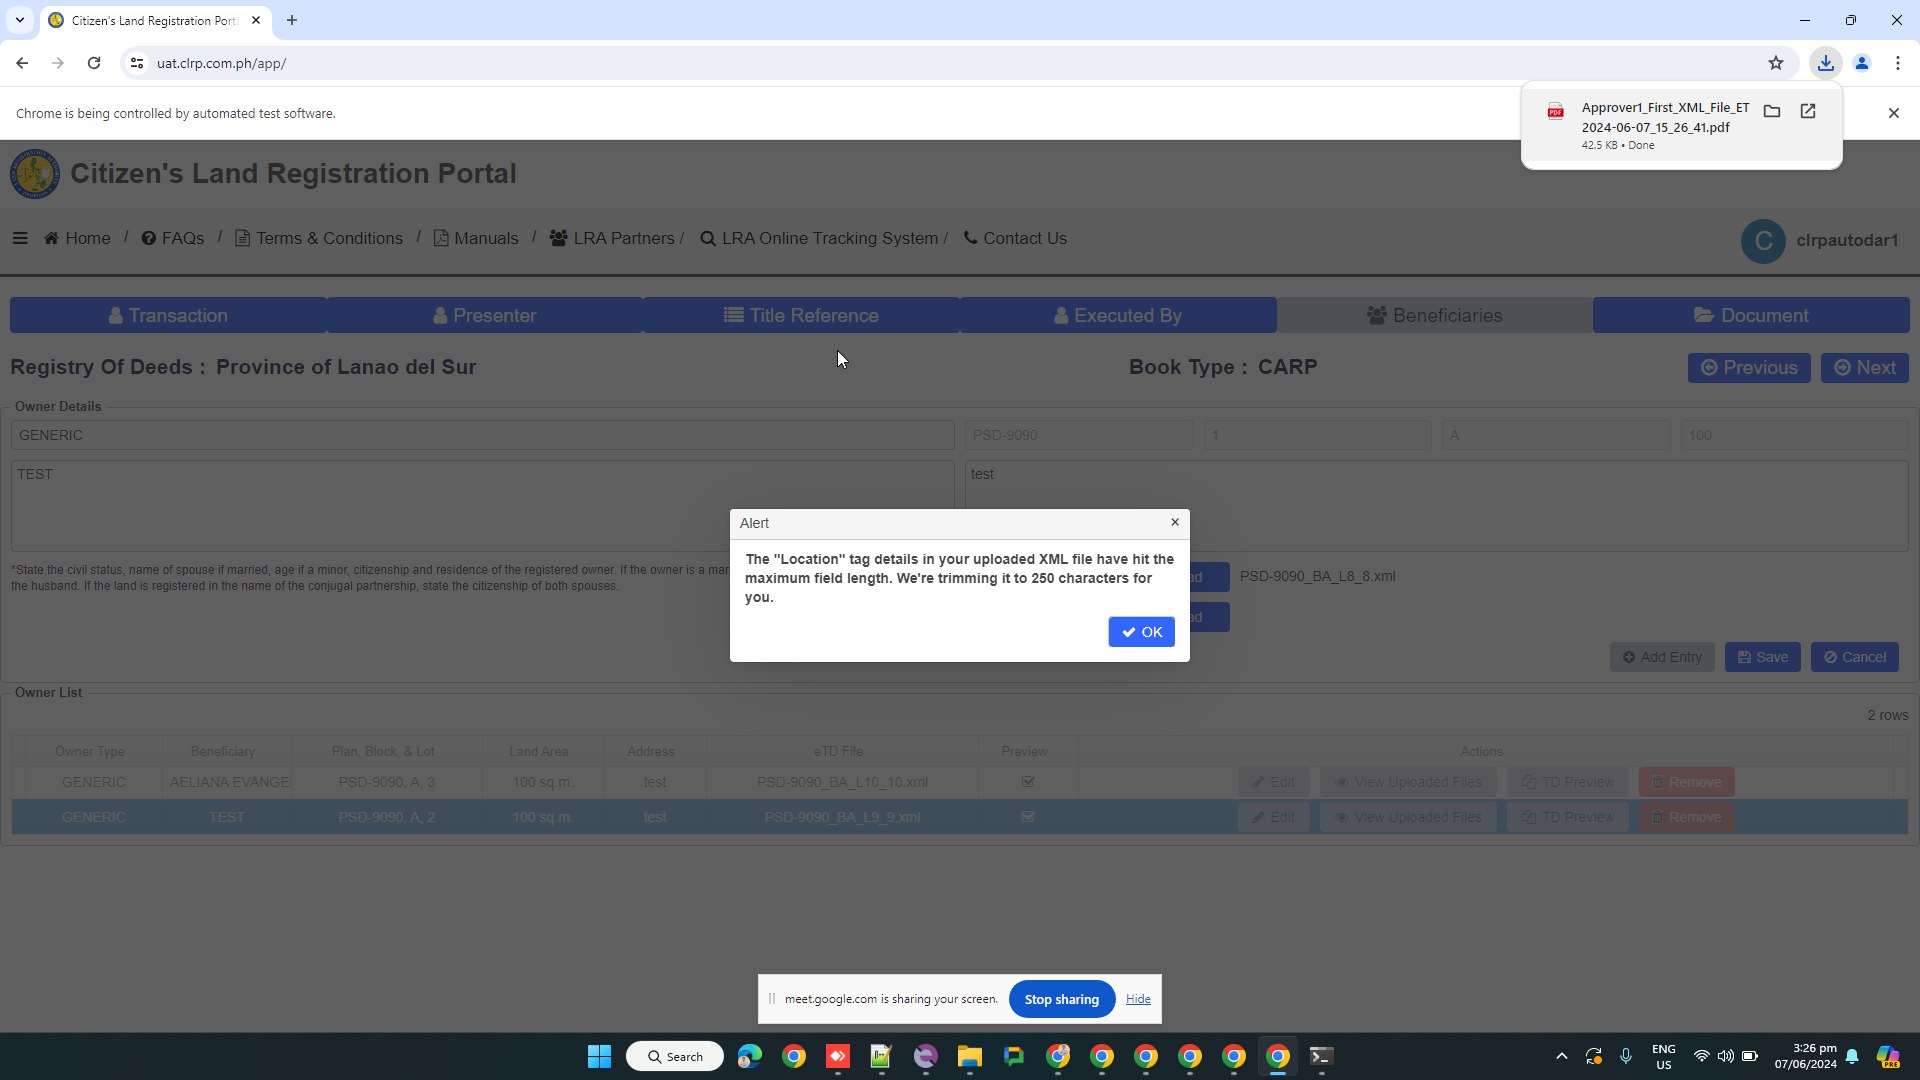 Citizen's Land Registration Port
uat.clrp.com.ph/app/
Chrome is being controlled by automated test software.
Approver1_First_XML_File_ET
2024-06-07_15_26_41.pdf
42.5 KB • Done
Citizen's Land Registration Portal
Home / FAQs / Terms & Conditions / Manuals / LRA Partners / LRA Online Tracking System / Contact Us
C clrpautodar1
Transaction Presenter Title Reference Executed By Beneficiaries Document
Registry Of Deeds : Province of Lanao del Sur Book Type : CARP Previous Next
Owner Details
GENERIC PSD-9090 1 A 100
TEST test
Alert
The "Location" tag details in your uploaded XML file have hit the
maximum field length. We're trimming it to 250 characters for
you.
OK
*State the civil status, name of spouse if married, age if a minor, citizenship and residence of the registered owner. If the owner is a mar
the husband. If the land is registered in the name of the conjugal partnership, state the citizenship of both spouses.
ad PSD-9090_BA_L8_8.xml
ad
Add Entry Save Cancel
Owner List
2 rows
Owner Type Beneficiary Plan, Block, & Lot Land Area Address eTD File Preview Actions
GENERIC AELIANA EVANGE PSD-9090, A, 3 100 sq.m. test PSD-9090_BA_L10_10.xml Edit View Uploaded Files TD Preview Remove
GENERIC TEST PSD-9090, A, 2 100 sq.m. test PSD-9090_BA_L9_9.xml Edit View Uploaded Files TD Preview Remove
meet.google.com is sharing your screen. Stop sharing Hide
Search
ENG
US
3:26 pm
07/06/2024
PRE